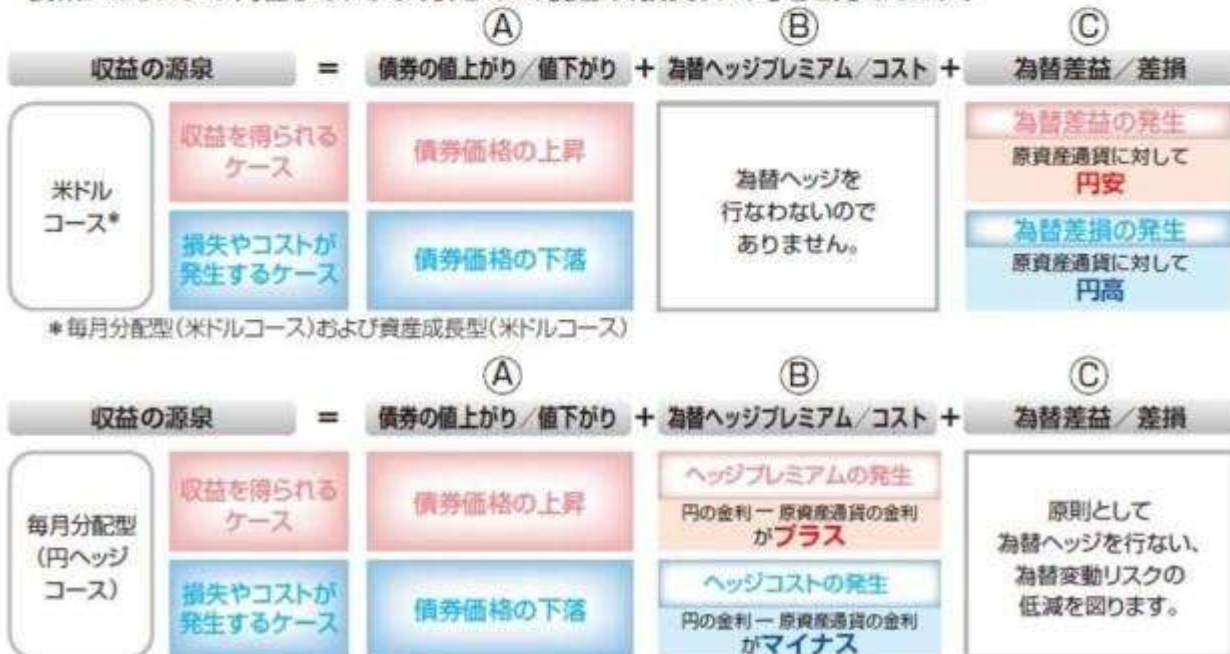 Ⓐ Ⓑ Ⓒ
収益の源泉 = 債券の値上がり/値下がり + 為替ヘッジプレミアム/コスト + 為替差益/差損
米ドル
コース*
収益を得られる
ケース
債券価格の上昇
損失やコストが
発生するケース
債券価格の下落
為替ヘッジを
行なわないので
ありません。
為替差益の発生
原資産通貨に対して
円安
為替差損の発生
原資産通貨に対して
円高
*毎月分配型(米ドルコース)および資産成長型(米ドルコース)
Ⓐ Ⓑ Ⓒ
収益の源泉 = 債券の値上がり/値下がり + 為替ヘッジプレミアム/コスト + 為替差益/差損
毎月分配型
(円ヘッジ
コース)
収益を得られる
ケース
債券価格の上昇
損失やコストが
発生するケース
債券価格の下落
ヘッジプレミアムの発生
円の金利ー原資産通貨の金利
がプラス
ヘッジコストの発生
円の金利ー原資産通貨の金利
がマイナス
原則として
為替ヘッジを行ない、
為替変動リスクの
低減を図ります。